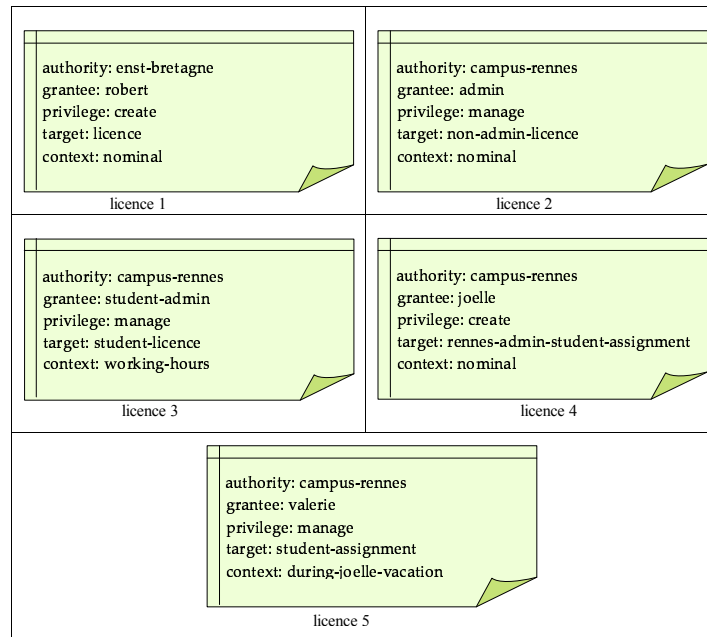 authority: enst-bretagne
grantee: robert
privilege: create
target: licence
context: nominal
licence 1
authority: campus-rennes
grantee: admin
privilege: manage
target: non-admin-licence
context: nominal
licence 2
authority: campus-rennes
grantee: student-admin
privilege: manage
target: student-licence
context: working-hours
licence 3
authority: campus-rennes
grantee: joelle
privilege: create
target: rennes-admin-student-assignment
context: nominal
licence 4
authority: campus-rennes
grantee: valerie
privilege: manage
target: student-assignment
context: during-joelle-vacation
licence 5